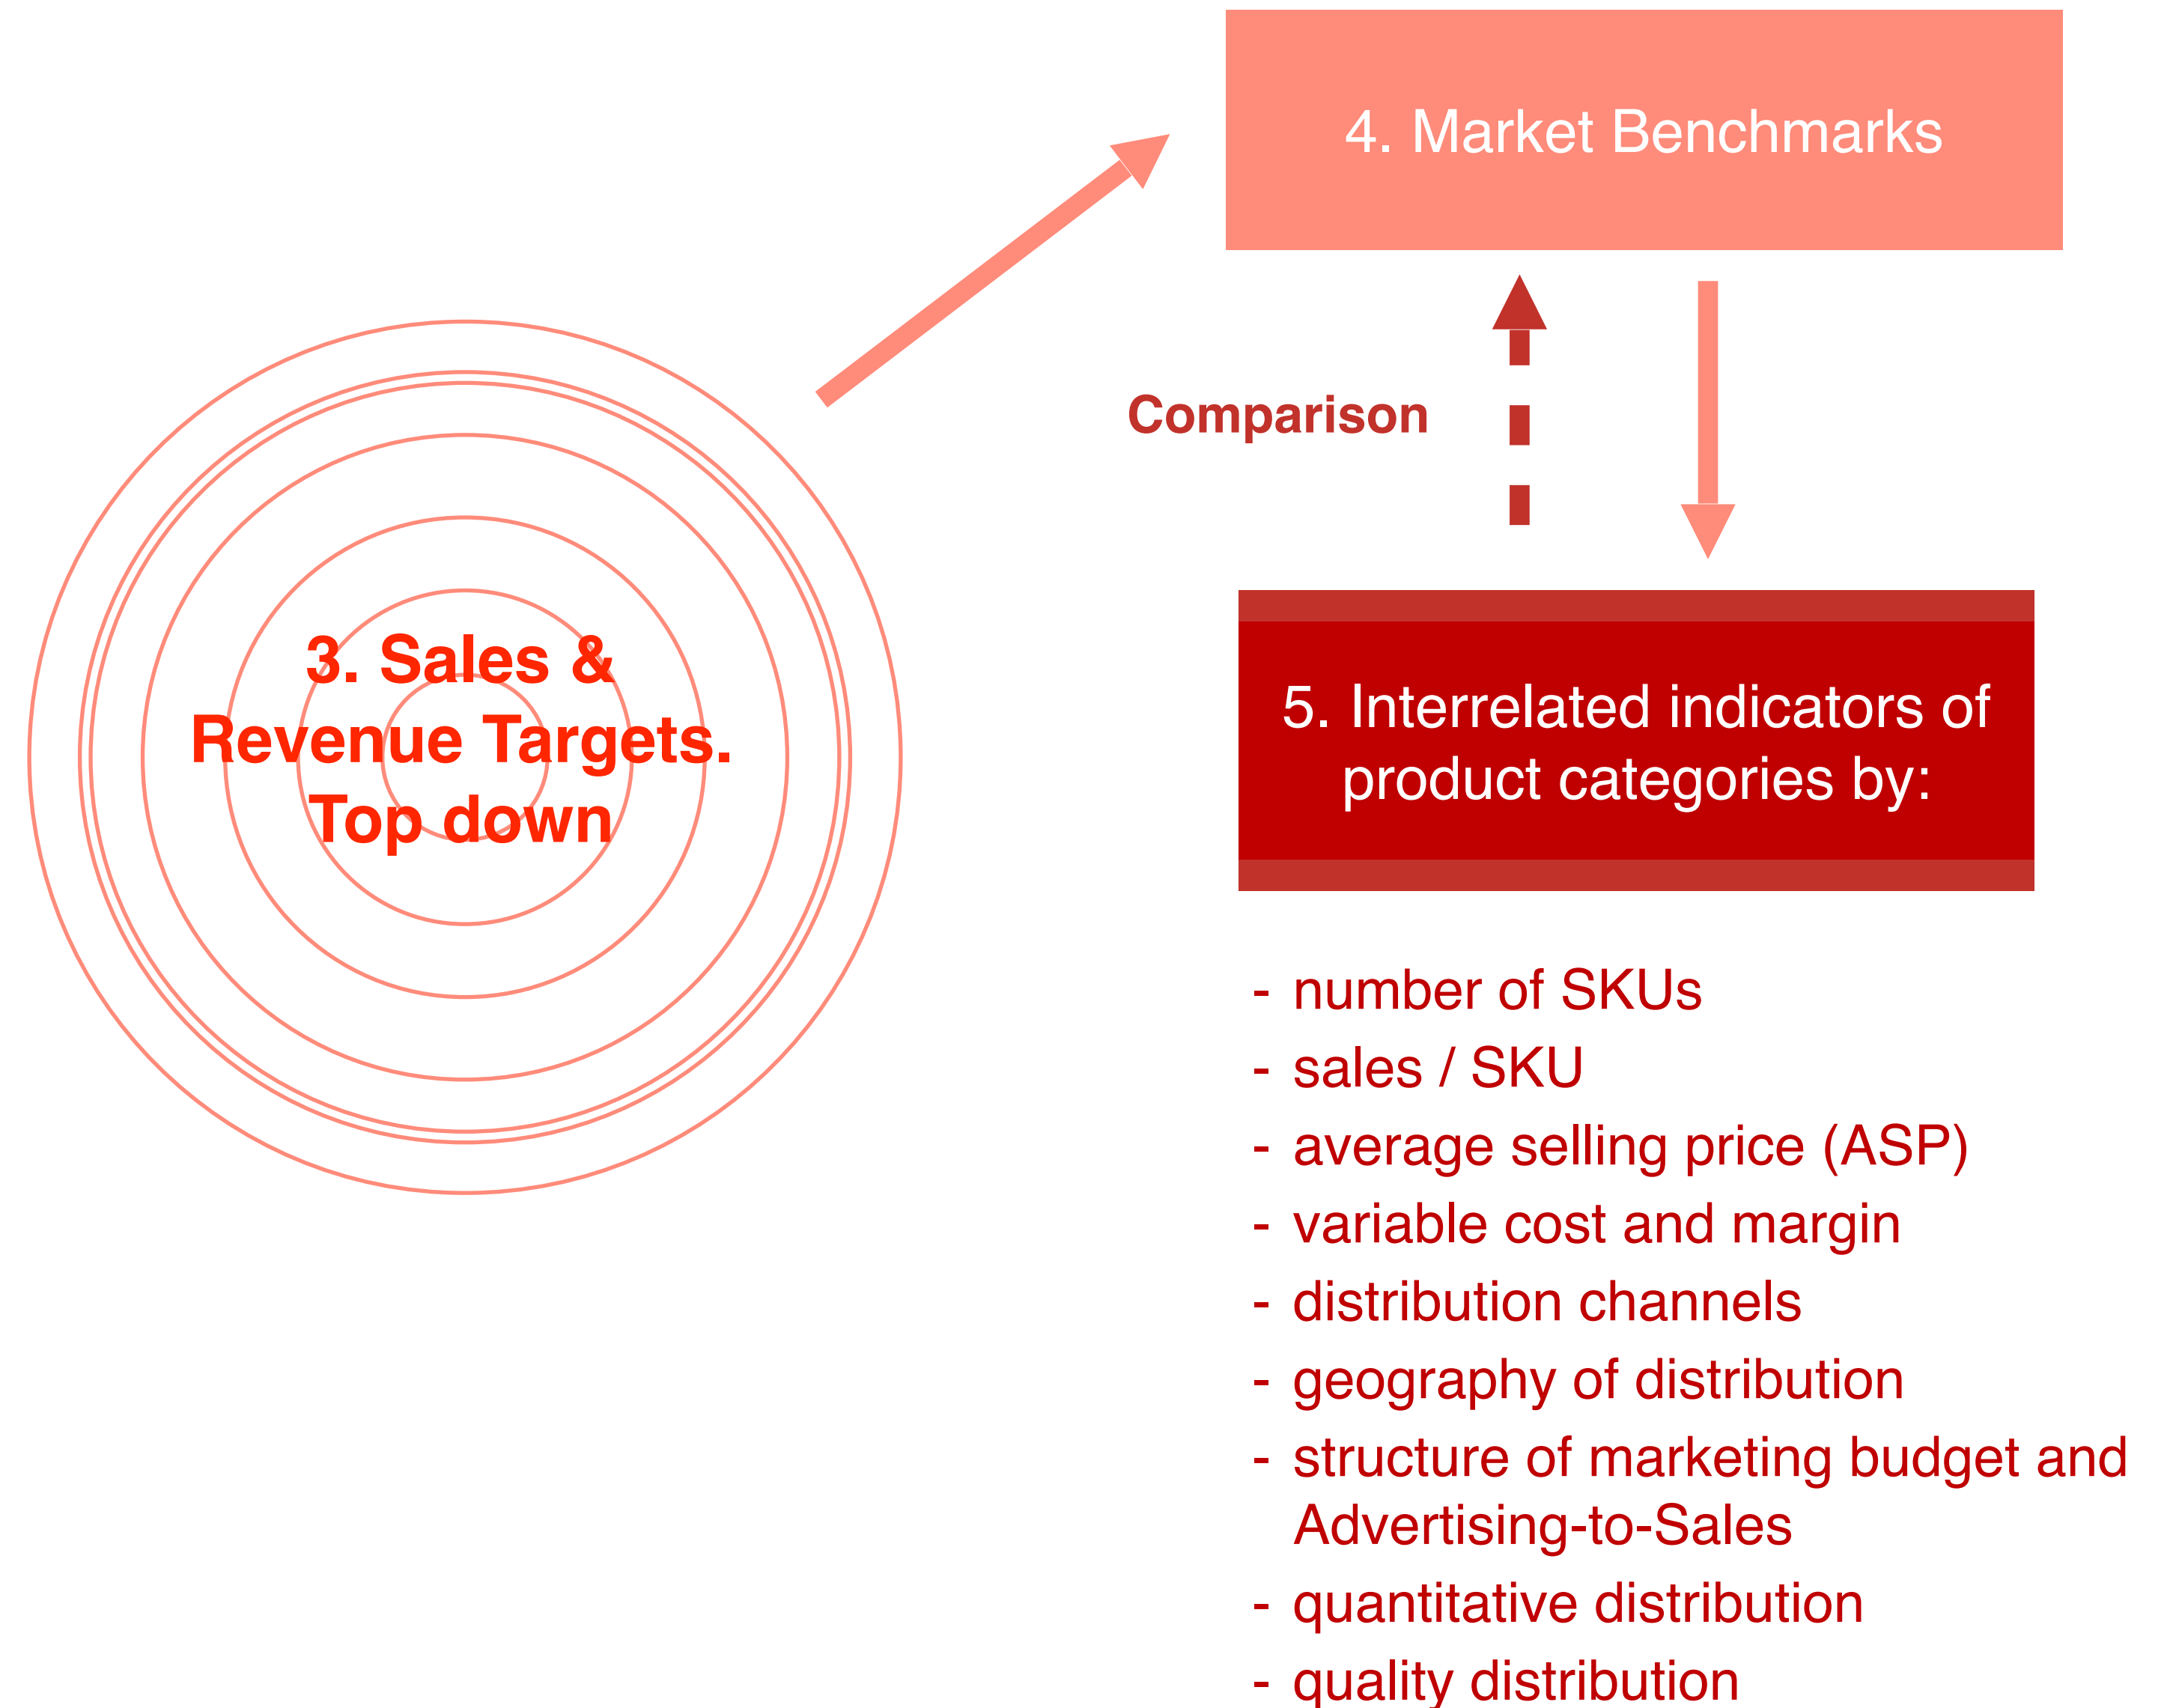 4. Market Benchmarks
Comparison
3. Sales &
Revenue Targets.
Top down
5. Interrelated indicators of
product categories by:
- number of SKUs
- sales / SKU
- average selling price (ASP)
- variable cost and margin
- distribution channels
- geography of distribution
- structure of marketing budget and
Advertising-to-Sales
- quantitative distribution
- quality distribution